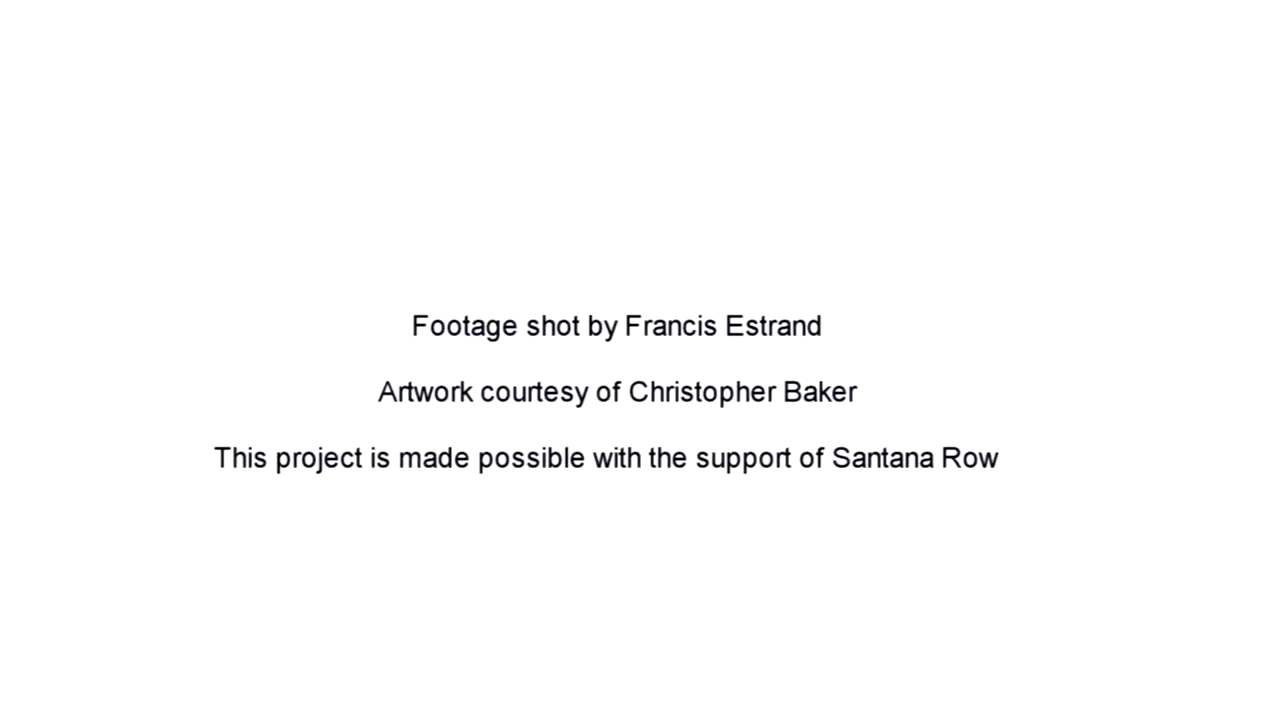 Footage shot by Francis Estrand
Artwork courtesy of Christopher Baker
This project is made possible with the support of Santana Row